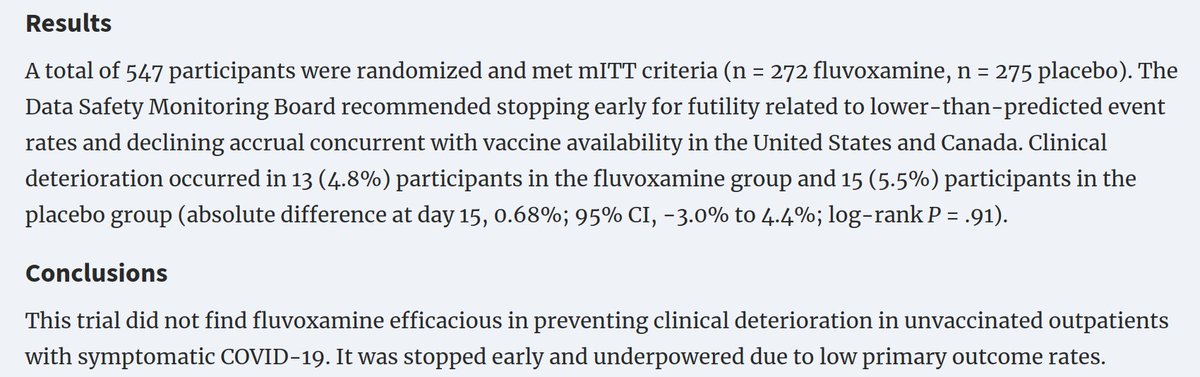 Results
A total of 547 participants were randomized and met mITT criteria (n = 272 fluvoxamine, n = 275 placebo). The
Data Safety Monitoring Board recommended stopping early for futility related to lower-than-predicted event
rates and declining accrual concurrent with vaccine availability in the United States and Canada. Clinical
deterioration occurred in 13 (4.8%) participants in the fluvoxamine group and 15 (5.5%) participants in the
placebo group (absolute difference at day 15, 0.68%; 95% CI, −3.0% to 4.4%; log-rank P = .91).
Conclusions
This trial did not find fluvoxamine efficacious in preventing clinical deterioration in unvaccinated outpatients
with symptomatic COVID-19. It was stopped early and underpowered due to low primary outcome rates.